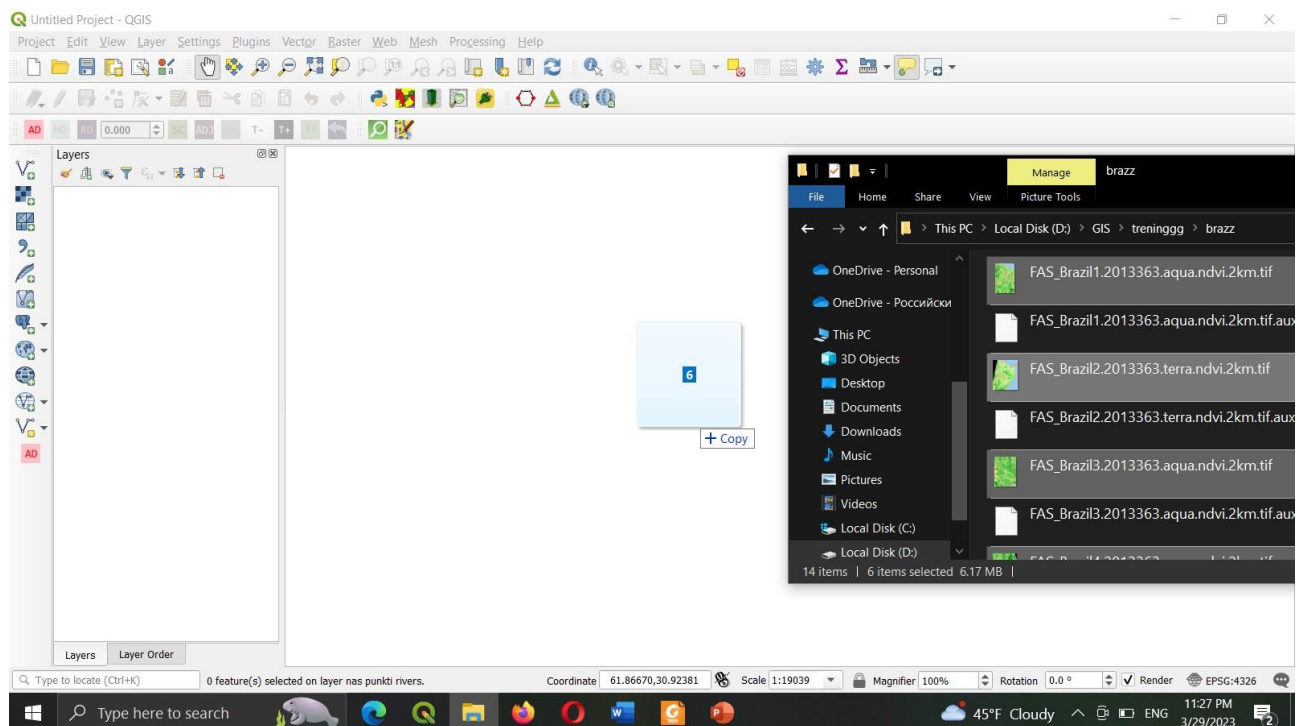 Untitled Project - QGIS
Project Edit View Layer Settings Plugins Vector Raster Web Mesh Processing Help
AD 0.000 SC ADJ T- T+
Layers
AD
Manage brazz
File Home Share View Picture Tools
This PC > Local Disk (D:) > GIS > treninggg > brazz
OneDrive - Personal
OneDrive - Российски
This PC
3D Objects
Desktop
Documents
Downloads
Music
Pictures
Videos
Local Disk (C:)
Local Disk (D:)
FAS_Brazil1.2013363.aqua.ndvi.2km.tif
FAS_Brazil1.2013363.aqua.ndvi.2km.tif.aux
FAS_Brazil2.2013363.terra.ndvi.2km.tif
FAS_Brazil2.2013363.terra.ndvi.2km.tif.aux
FAS_Brazil3.2013363.aqua.ndvi.2km.tif
FAS_Brazil3.2013363.aqua.ndvi.2km.tif.aux
14 items | 6 items selected 6.17 MB |
6
+ Copy
Layers Layer Order
Type to locate (Ctrl+K) 0 feature(s) selected on layer nas punkti rivers. Coordinate 61.86670,30.92381 Scale 1:19039 Magnifier 100% Rotation 0.0 ° Render EPSG:4326
Type here to search 45°F Cloudy ENG 11:27 PM
3/29/2023 2